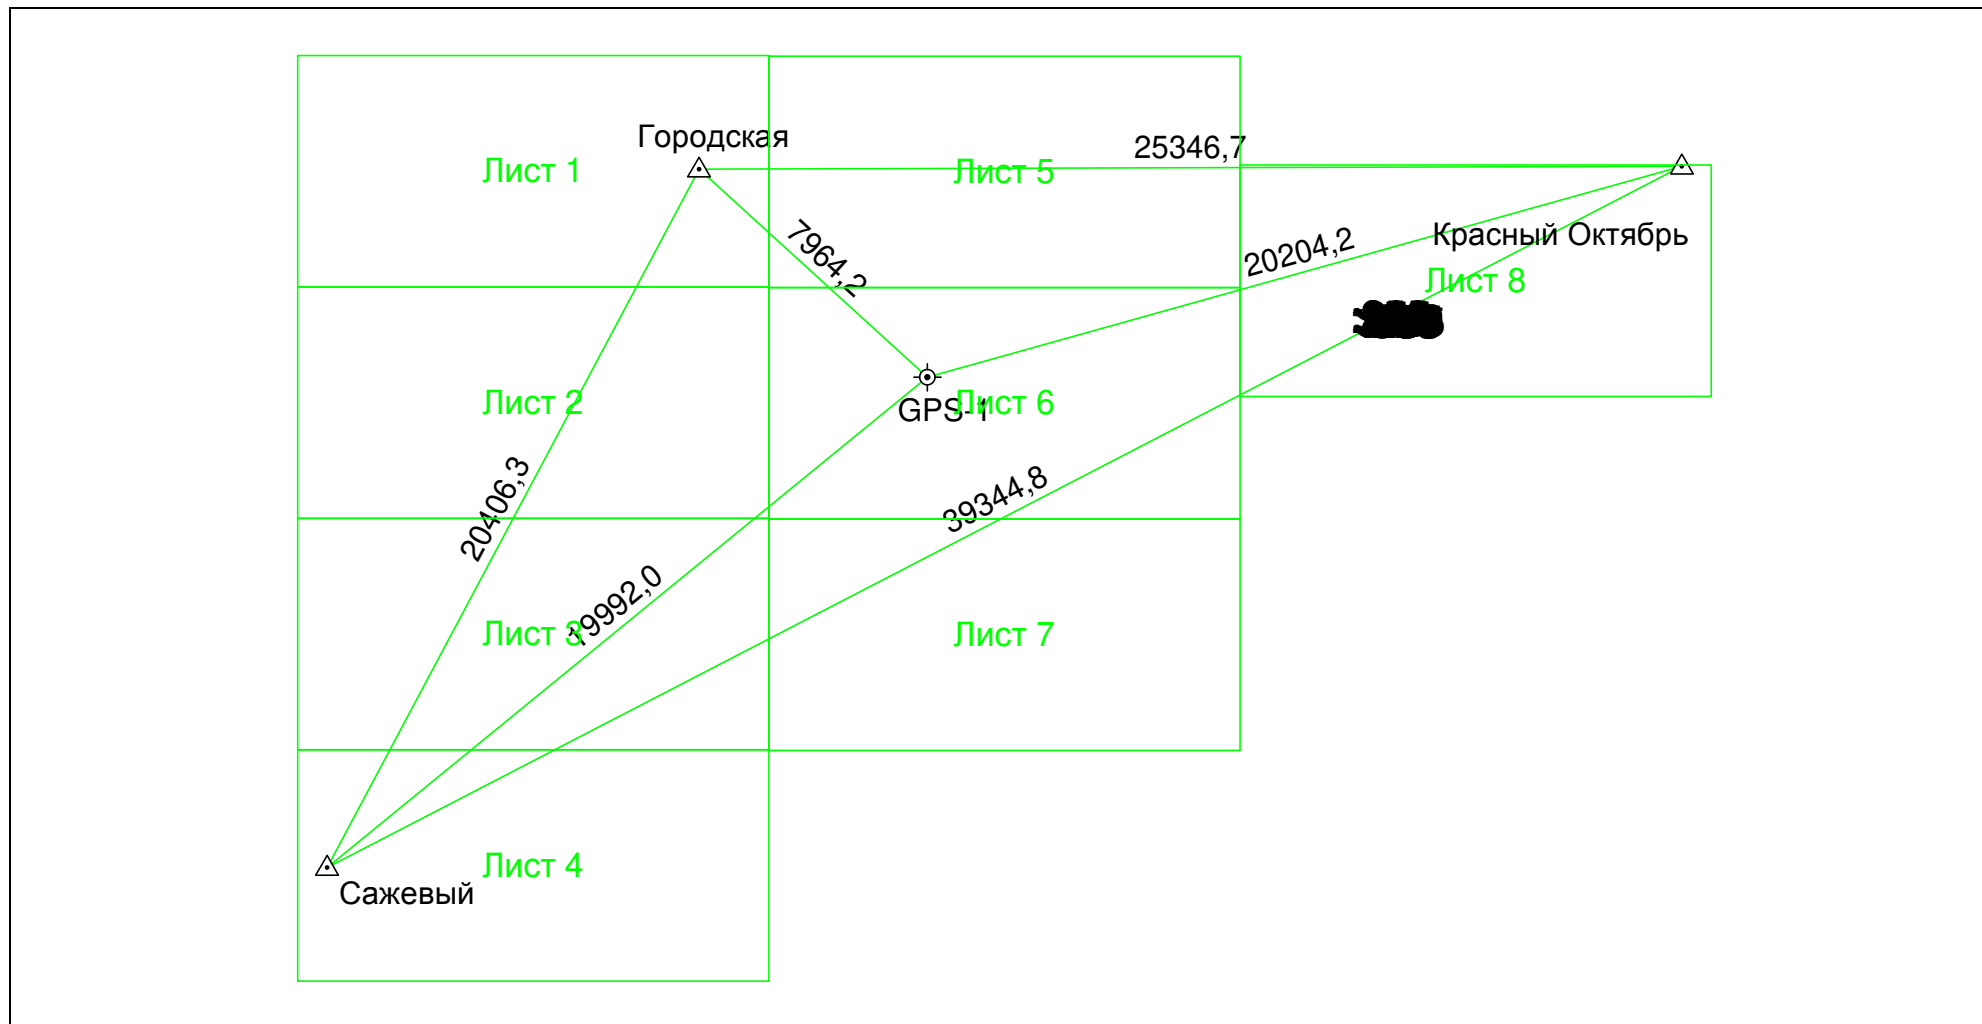 Городская
25346,7
Лист 1
Лист 5
7964,2
20204,2
Красный Октябрь
Лист 8
Лист 2
GPS-1
Лист 6
20406,3
39344,8
19992,0
Лист 3
Лист 7
Лист 4
Сажевый